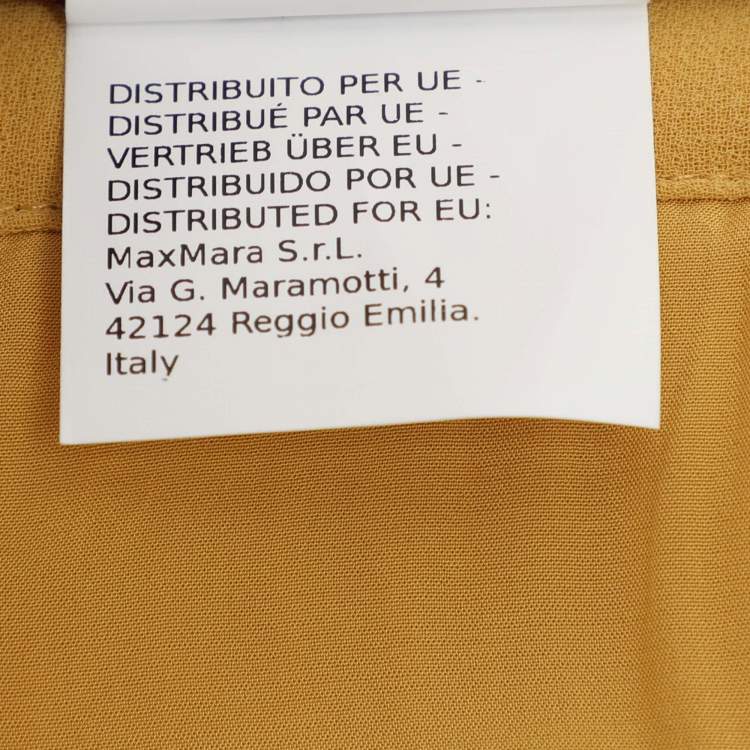 DISTRIBUITO PER UE -
DISTRIBUÉ PAR UE -
VERTRIEB ÜBER EU -
DISTRIBUIDO POR UE -
DISTRIBUTED FOR EU:
MaxMara S.r.L.
Via G. Maramotti, 4
42124 Reggio Emilia.
Italy